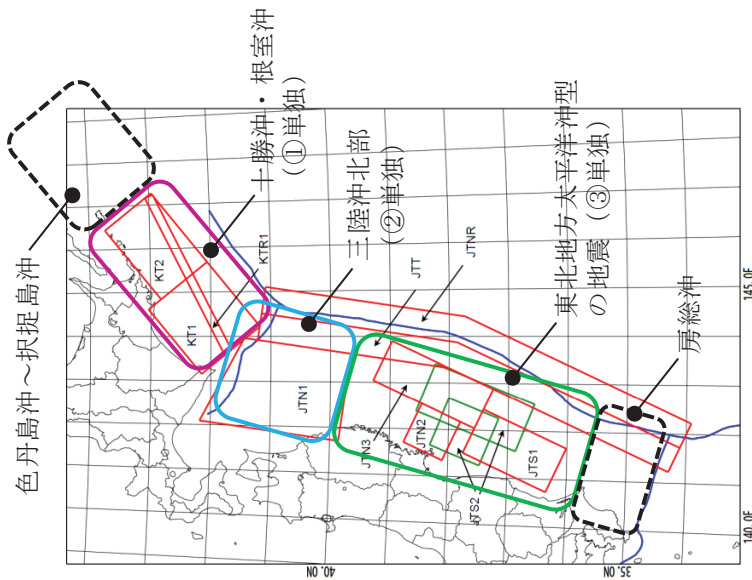 色丹島沖～択捉島沖
十勝沖・根室沖
（①単独）
三陸沖北部
（②単独）
東北地方太平洋沖型
の地震（③単独）
房総沖
KT2
KT1
KTR1
JTT
JTNR
JTN1
JTN3
JTN2
JTS2
JTS1
40.0N
35.0N
145.0E
140.0E